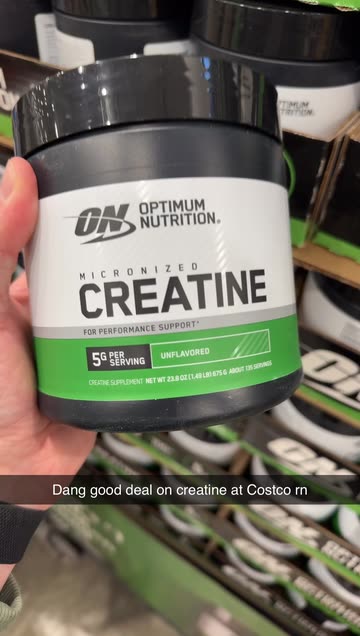 ON OPTIMUM
NUTRITION®
MICRONIZED
CREATINE
FOR PERFORMANCE SUPPORT*
5G PER
SERVING
UNFLAVORED
CREATINE SUPPLEMENT NET WT 23.8 OZ (1.49 LB) 675 G ABOUT 135 SERVINGS
Dang good deal on creatine at Costco rn
ON